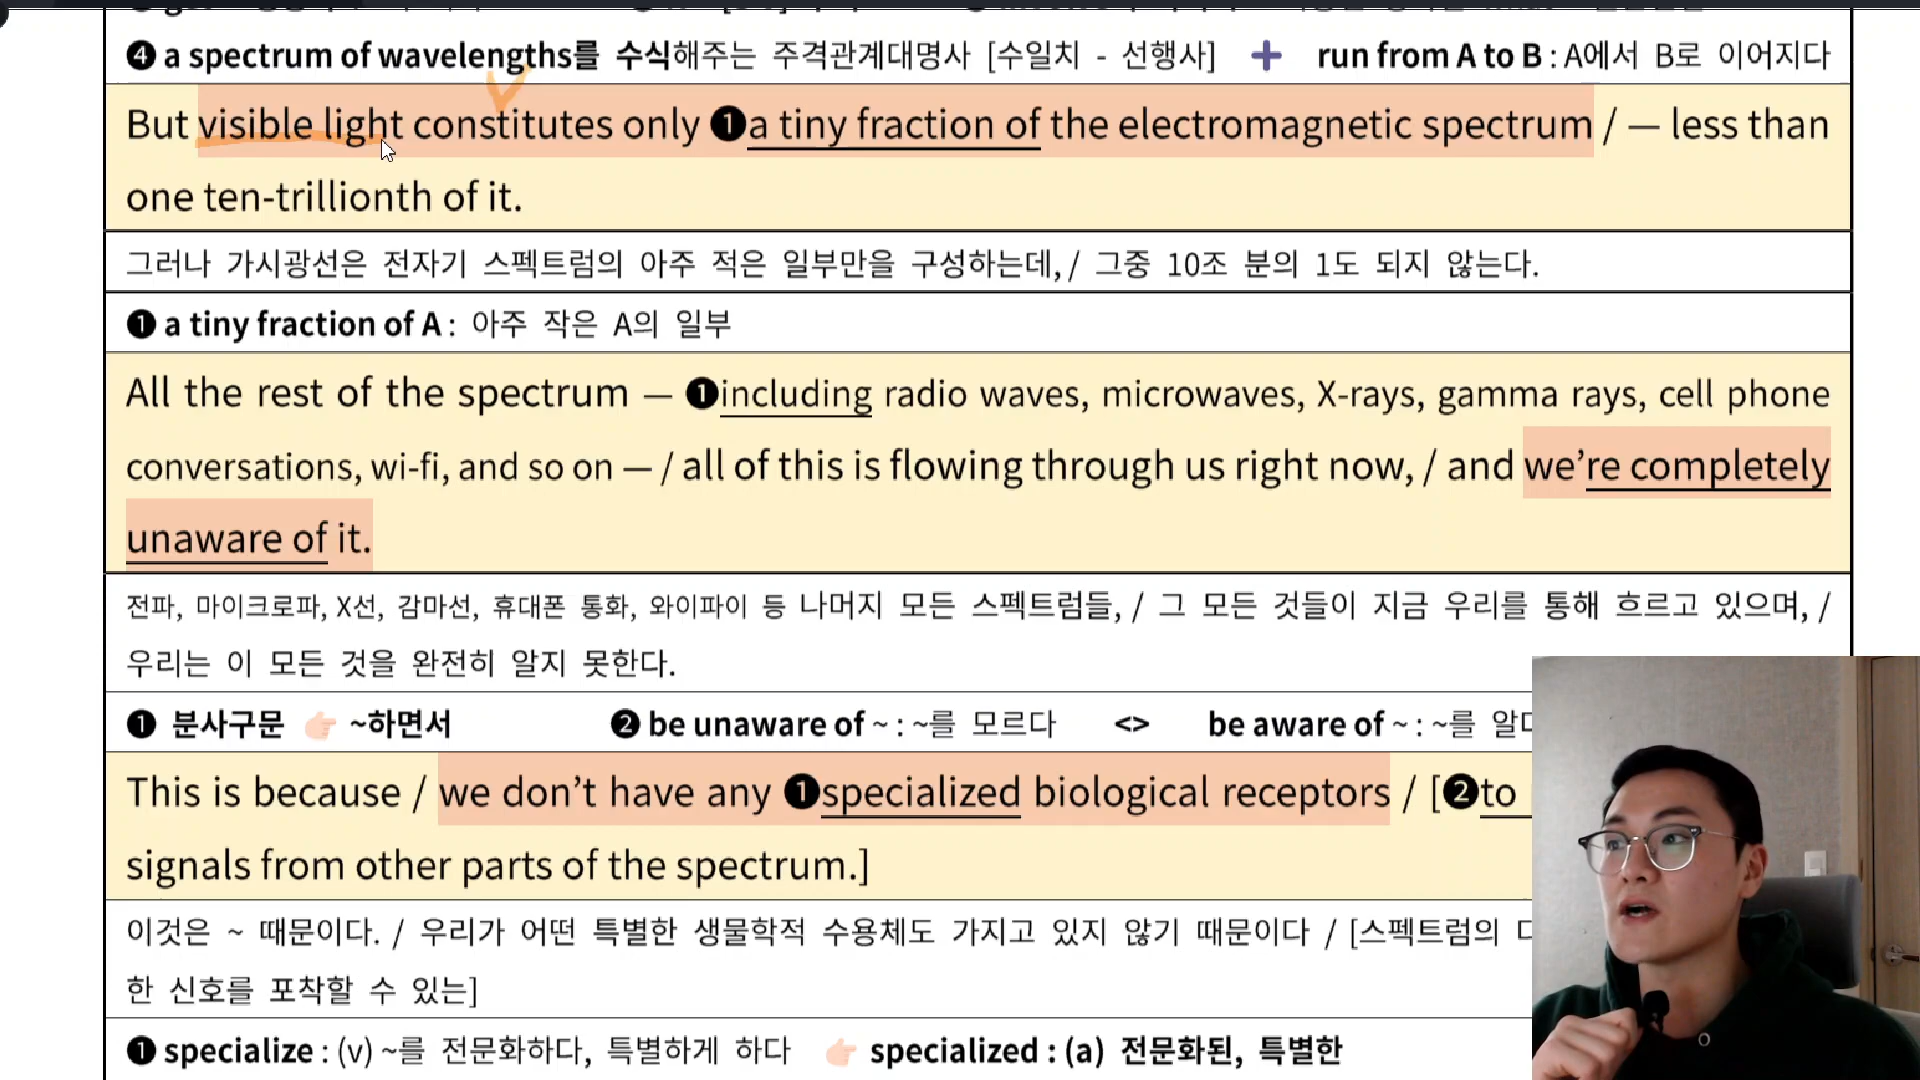 ❹ a spectrum of wavelengths를 수식해주는 주격관계대명사 [수일치 - 선행사] + run from A to B : A에서 B로 이어지다
But visible light constitutes only ❶a tiny fraction of the electromagnetic spectrum / — less than
one ten-trillionth of it.
그러나 가시광선은 전자기 스펙트럼의 아주 적은 일부만을 구성하는데, / 그중 10조 분의 1도 되지 않는다.
❶ a tiny fraction of A : 아주 작은 A의 일부
All the rest of the spectrum — ❶including radio waves, microwaves, X-rays, gamma rays, cell phone
conversations, wi-fi, and so on — / all of this is flowing through us right now, / and we’re completely
unaware of it.
전파, 마이크로파, X선, 감마선, 휴대폰 통화, 와이파이 등 나머지 모든 스펙트럼들, / 그 모든 것들이 지금 우리를 통해 흐르고 있으며, /
우리는 이 모든 것을 완전히 알지 못한다.
❶ 분사구문 👉 ~하면서 ❷ be unaware of ~ : ~를 모르다 <> be aware of ~ : ~를
This is because / we don’t have any ❶specialized biological receptors / [❷to
signals from other parts of the spectrum.]
이것은 ~ 때문이다. / 우리가 어떤 특별한 생물학적 수용체도 가지고 있지 않기 때문이다 / [스펙트럼의
한 신호를 포착할 수 있는]
❶ specialize : (v) ~를 전문화하다, 특별하게 하다 👉 specialized : (a) 전문화된, 특별한